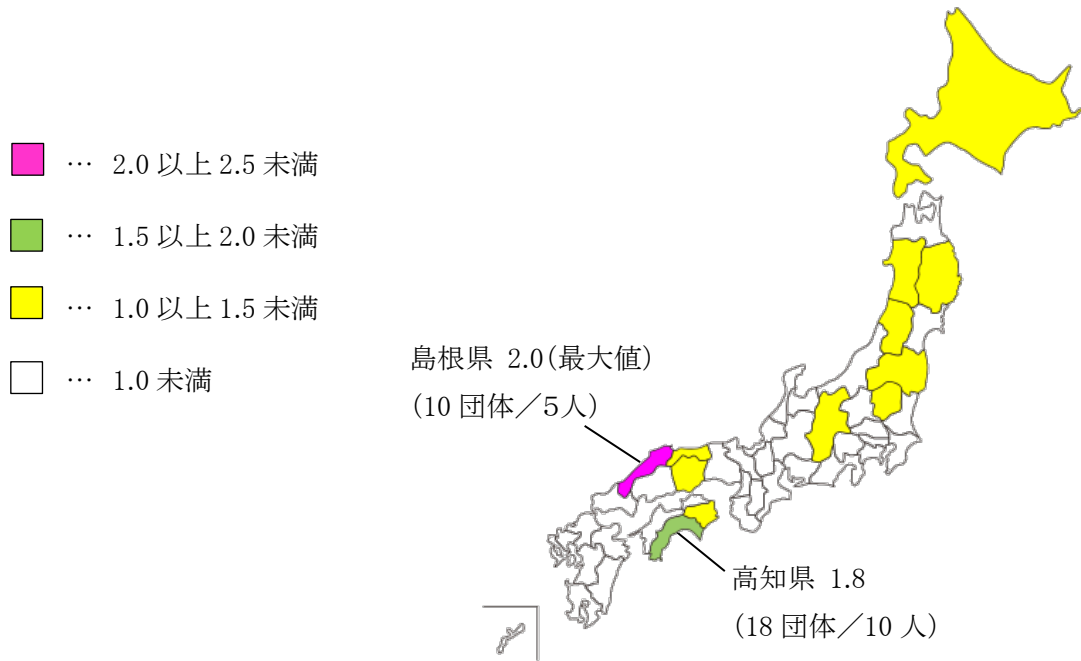 … 2.0 以上 2.5 未満
… 1.5 以上 2.0 未満
… 1.0 以上 1.5 未満
… 1.0 未満
島根県 2.0(最大値)
(10 団体／5人)
高知県 1.8
(18 団体／10 人)